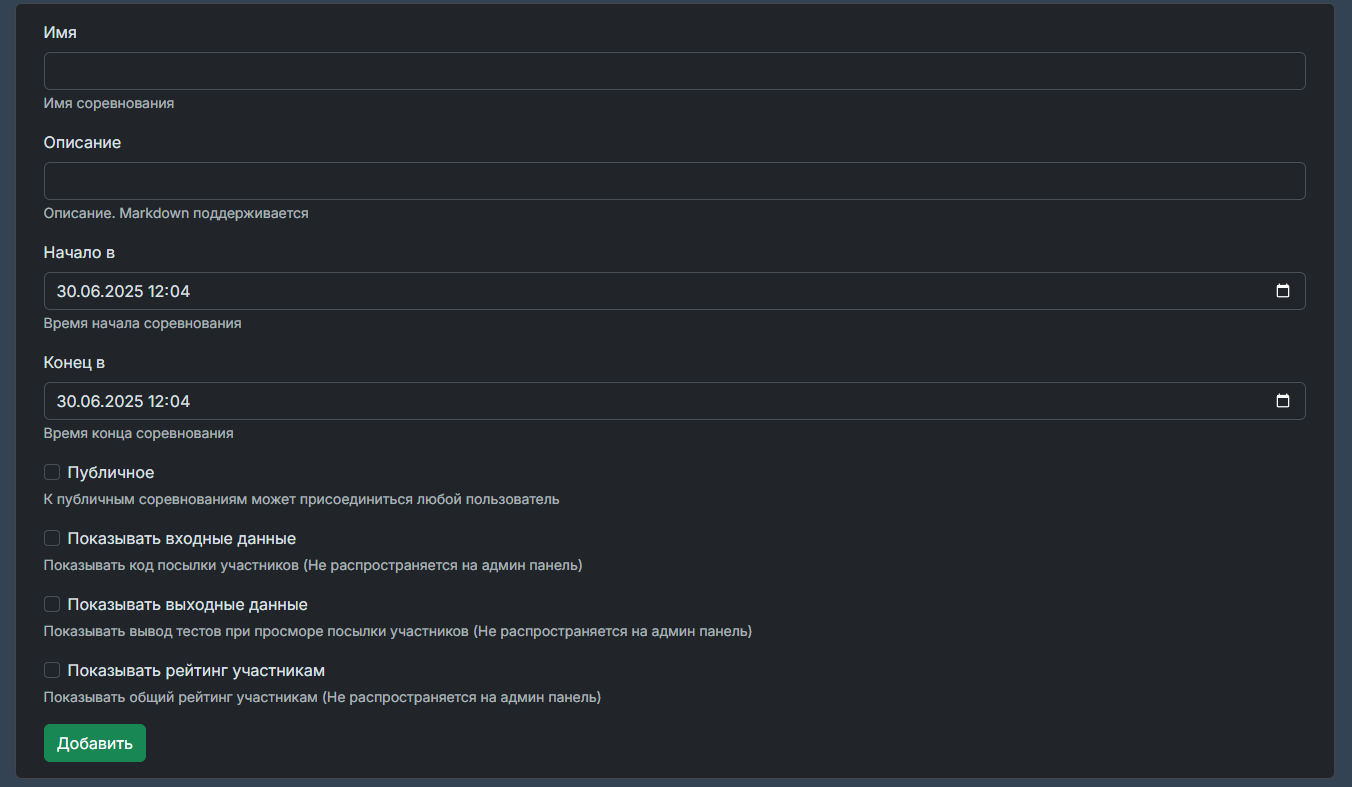 Имя
Имя соревнования
Описание
Описание. Markdown поддерживается
Начало в
30.06.2025 12:04
Время начала соревнования
Конец в
30.06.2025 12:04
Время конца соревнования
Публичное
К публичным соревнованиям может присоединиться любой пользователь
Показывать входные данные
Показывать код посылки участников (Не распространяется на админ панель)
Показывать выходные данные
Показывать вывод тестов при просморе посылки участников (Не распространяется на админ панель)
Показывать рейтинг участникам
Показывать общий рейтинг участникам (Не распространяется на админ панель)
Добавить